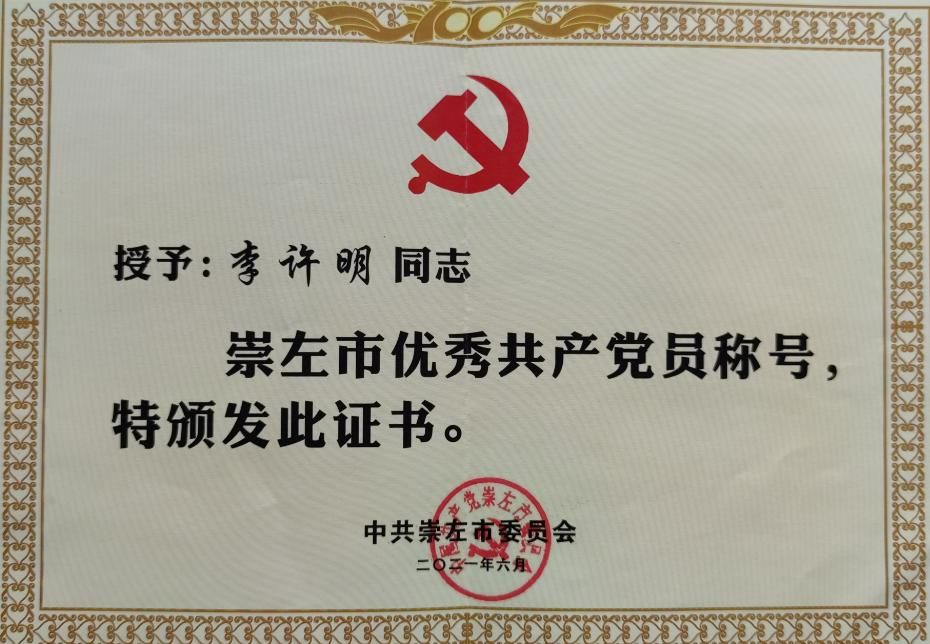 100
授予：李许明 同志
崇左市优秀共产党员称号，
特颁发此证书。
中共崇左市委员会
二〇二一年六月